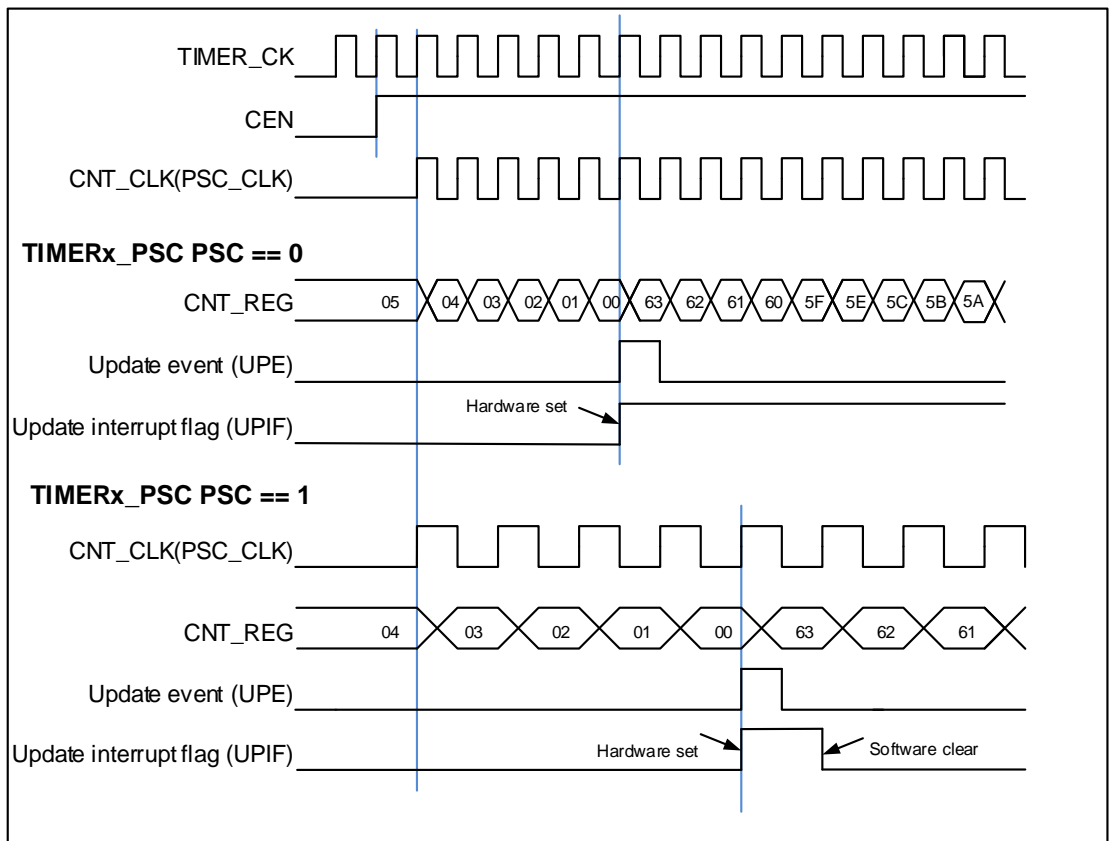 TIMER_CK
CEN
CNT_CLK(PSC_CLK)
TIMERx_PSC PSC == 0
CNT_REG 05 04 03 02 01 00 63 62 61 60 5F 5E 5C 5B 5A
Update event (UPE)
Hardware set
Update interrupt flag (UPIF)
TIMERx_PSC PSC == 1
CNT_CLK(PSC_CLK)
CNT_REG 04 03 02 01 00 63 62 61
Update event (UPE)
Update interrupt flag (UPIF) Hardware set Software clear